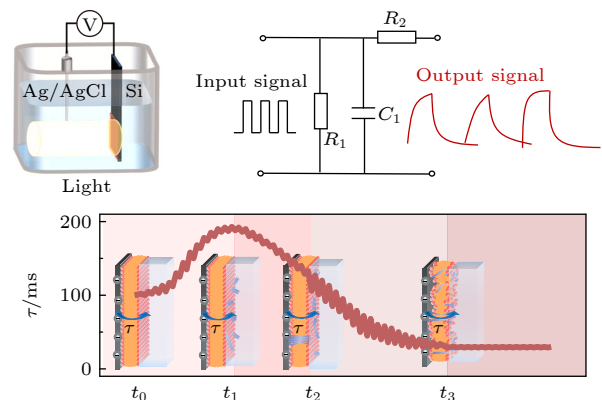 V
Ag/AgCl
Si
Light
R2
Input signal
R1
C1
Output signal
τ/ms
200
100
0
τ
τ
τ
τ
t0
t1
t2
t3